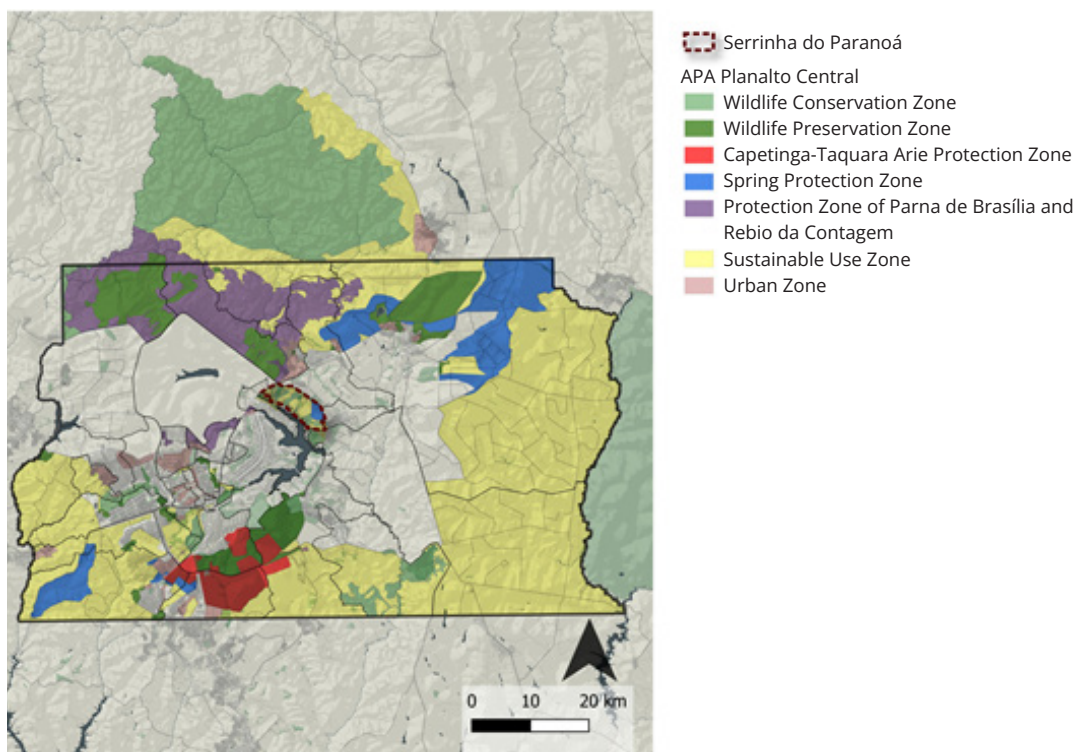 Serrinha do Paranoá
APA Planalto Central
Wildlife Conservation Zone
Wildlife Preservation Zone
Capetinga-Taquara Arie Protection Zone
Spring Protection Zone
Protection Zone of Parna de Brasília and
Rebio da Contagem
Sustainable Use Zone
Urban Zone
0 10 20 km